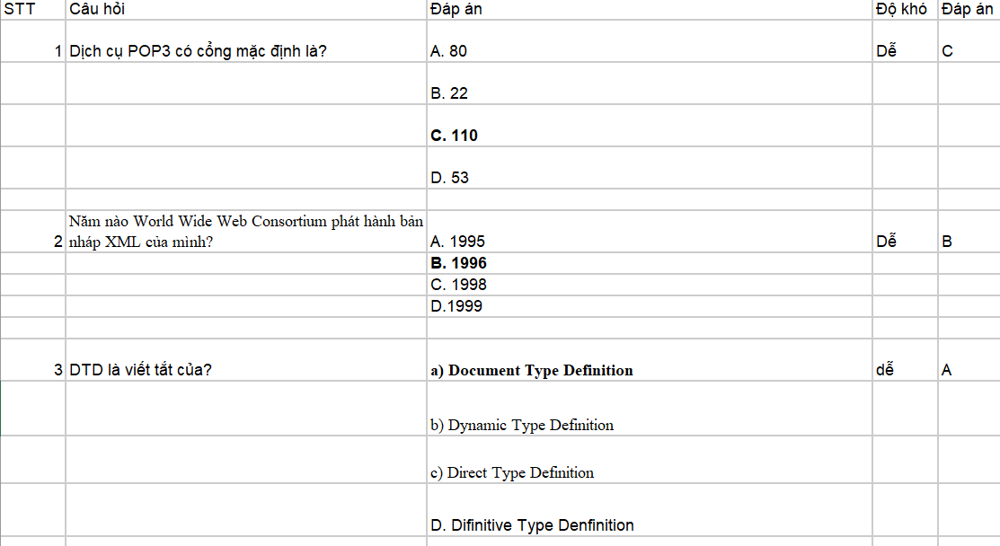 STT Câu hỏi Đáp án Độ khó Đáp án
1 Dịch cụ POP3 có cổng mặc định là? A. 80 Dễ C
B. 22
C. 110
D. 53
Năm nào World Wide Web Consortium phát hành bản
2 nháp XML của mình? A. 1995 Dễ B
B. 1996
C. 1998
D.1999
3 DTD là viết tắt của? a) Document Type Definition dễ A
b) Dynamic Type Definition
c) Direct Type Definition
D. Difinitive Type Denfinition